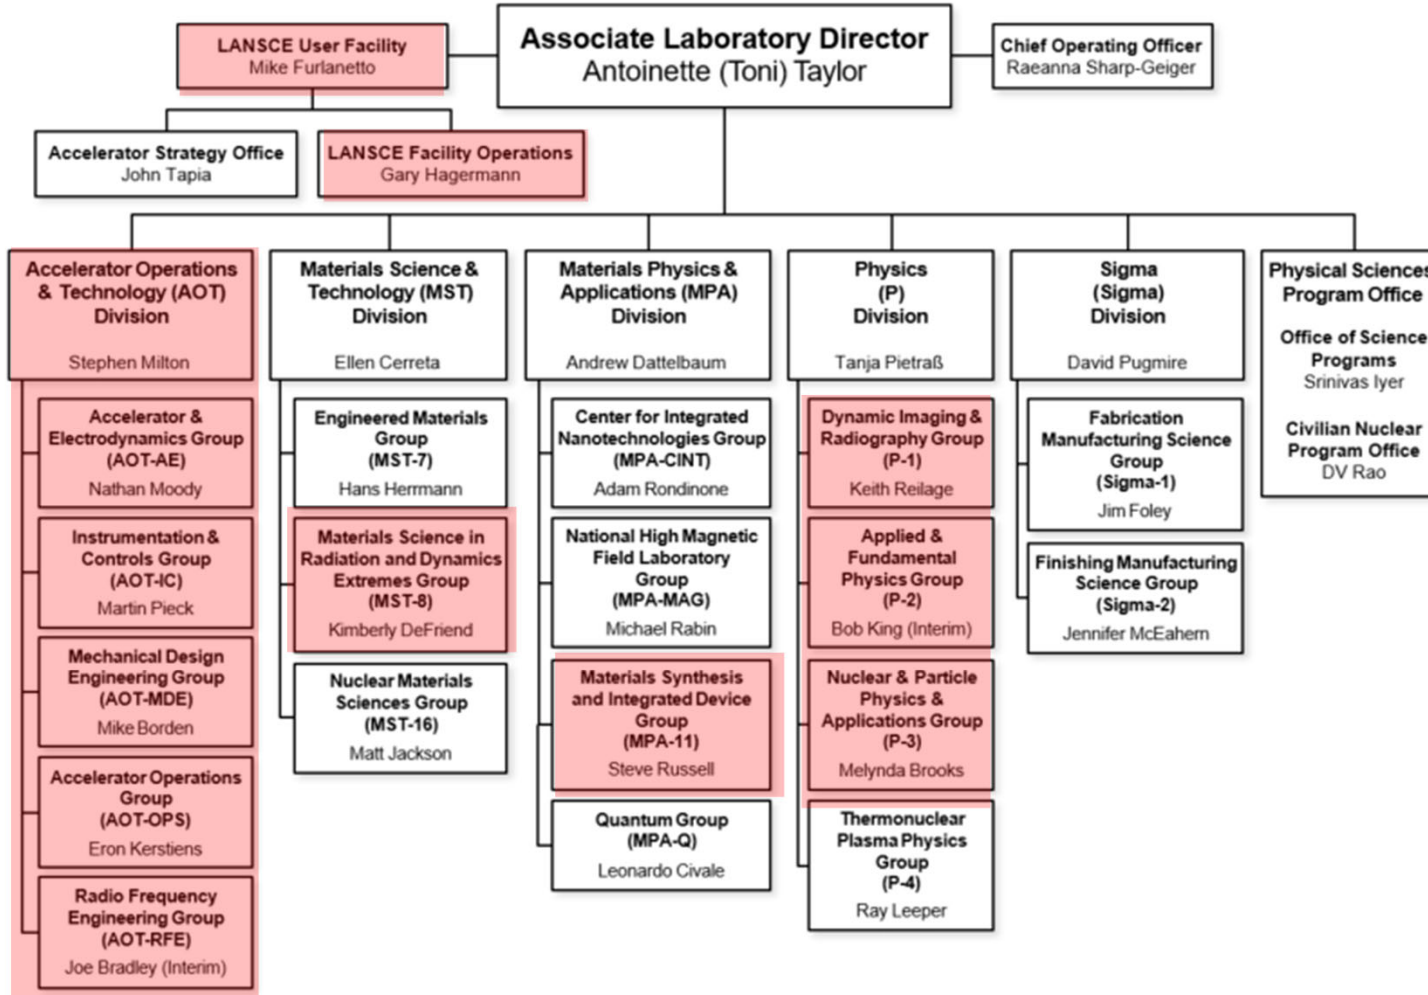 LANSCE User Facility
Mike Furlanetto
Associate Laboratory Director
Antoinette (Toni) Taylor
Chief Operating Officer
Raeanna Sharp-Geiger
Accelerator Strategy Office
John Tapia
LANSCE Facility Operations
Gary Hagermann
Accelerator Operations
& Technology (AOT)
Division
Stephen Milton
Accelerator &
Electrodynamics Group
(AOT-AE)
Nathan Moody
Instrumentation &
Controls Group
(AOT-IC)
Martin Pieck
Mechanical Design
Engineering Group
(AOT-MDE)
Mike Borden
Accelerator Operations
Group
(AOT-OPS)
Eron Kerstiens
Radio Frequency
Engineering Group
(AOT-RFE)
Joe Bradley (Interim)
Materials Science &
Technology (MST)
Division
Ellen Cerreta
Engineered Materials
Group
(MST-7)
Hans Herrmann
Materials Science in
Radiation and Dynamics
Extremes Group
(MST-8)
Kimberly DeFriend
Nuclear Materials
Sciences Group
(MST-16)
Matt Jackson
Materials Physics &
Applications (MPA)
Division
Andrew Dattelbaum
Center for Integrated
Nanotechnologies Group
(MPA-CINT)
Adam Rondinone
National High Magnetic
Field Laboratory
Group
(MPA-MAG)
Michael Rabin
Materials Synthesis
and Integrated Device
Group
(MPA-11)
Steve Russell
Quantum Group
(MPA-Q)
Leonardo Civale
Physics
(P)
Division
Tanja Pietraß
Dynamic Imaging &
Radiography Group
(P-1)
Keith Reilage
Applied &
Fundamental
Physics Group
(P-2)
Bob King (Interim)
Nuclear & Particle
Physics &
Applications Group
(P-3)
Melynda Brooks
Thermonuclear
Plasma Physics
Group
(P-4)
Ray Leeper
Sigma
(Sigma)
Division
David Pugmire
Fabrication
Manufacturing Science
Group
(Sigma-1)
Jim Foley
Finishing Manufacturing
Science Group
(Sigma-2)
Jennifer McEahern
Physical Sciences
Program Office
Office of Science
Programs
Srinivas Iyer
Civilian Nuclear
Program Office
DV Rao